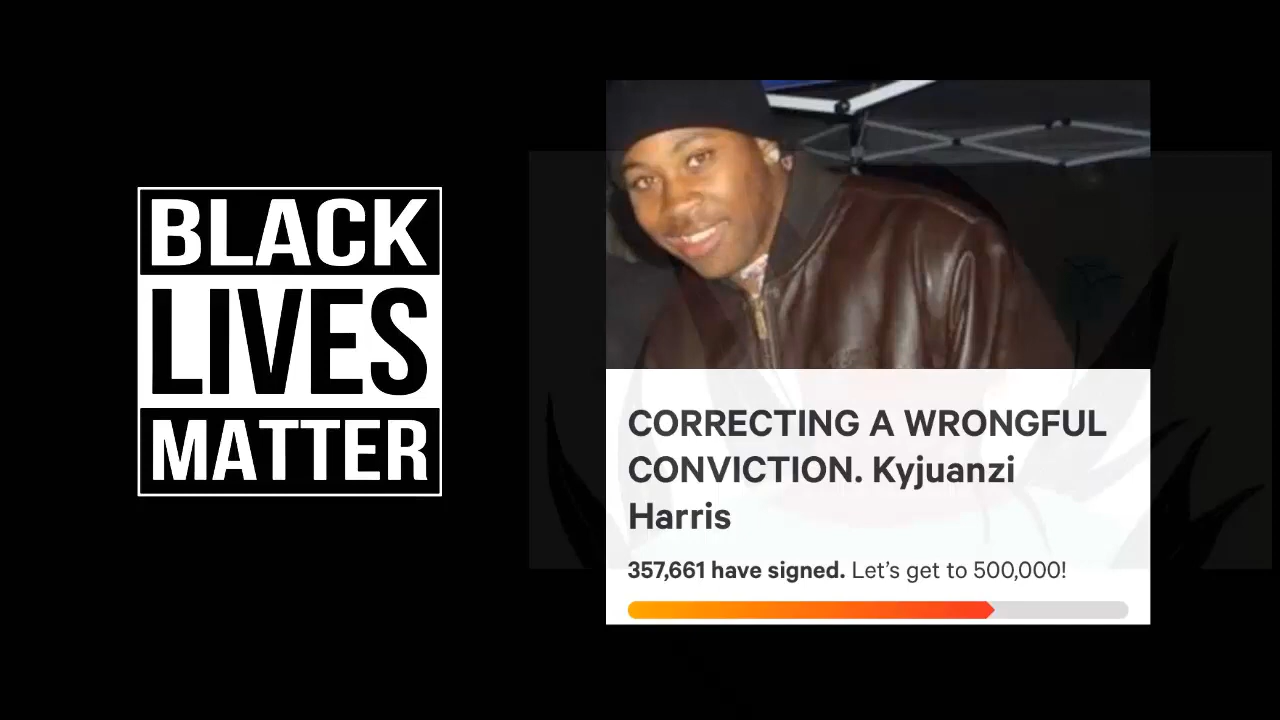 BLACK
LIVES
MATTER
CORRECTING A WRONGFUL
CONVICTION. Kyjuanzi
Harris
357,661 have signed. Let's get to 500,000!